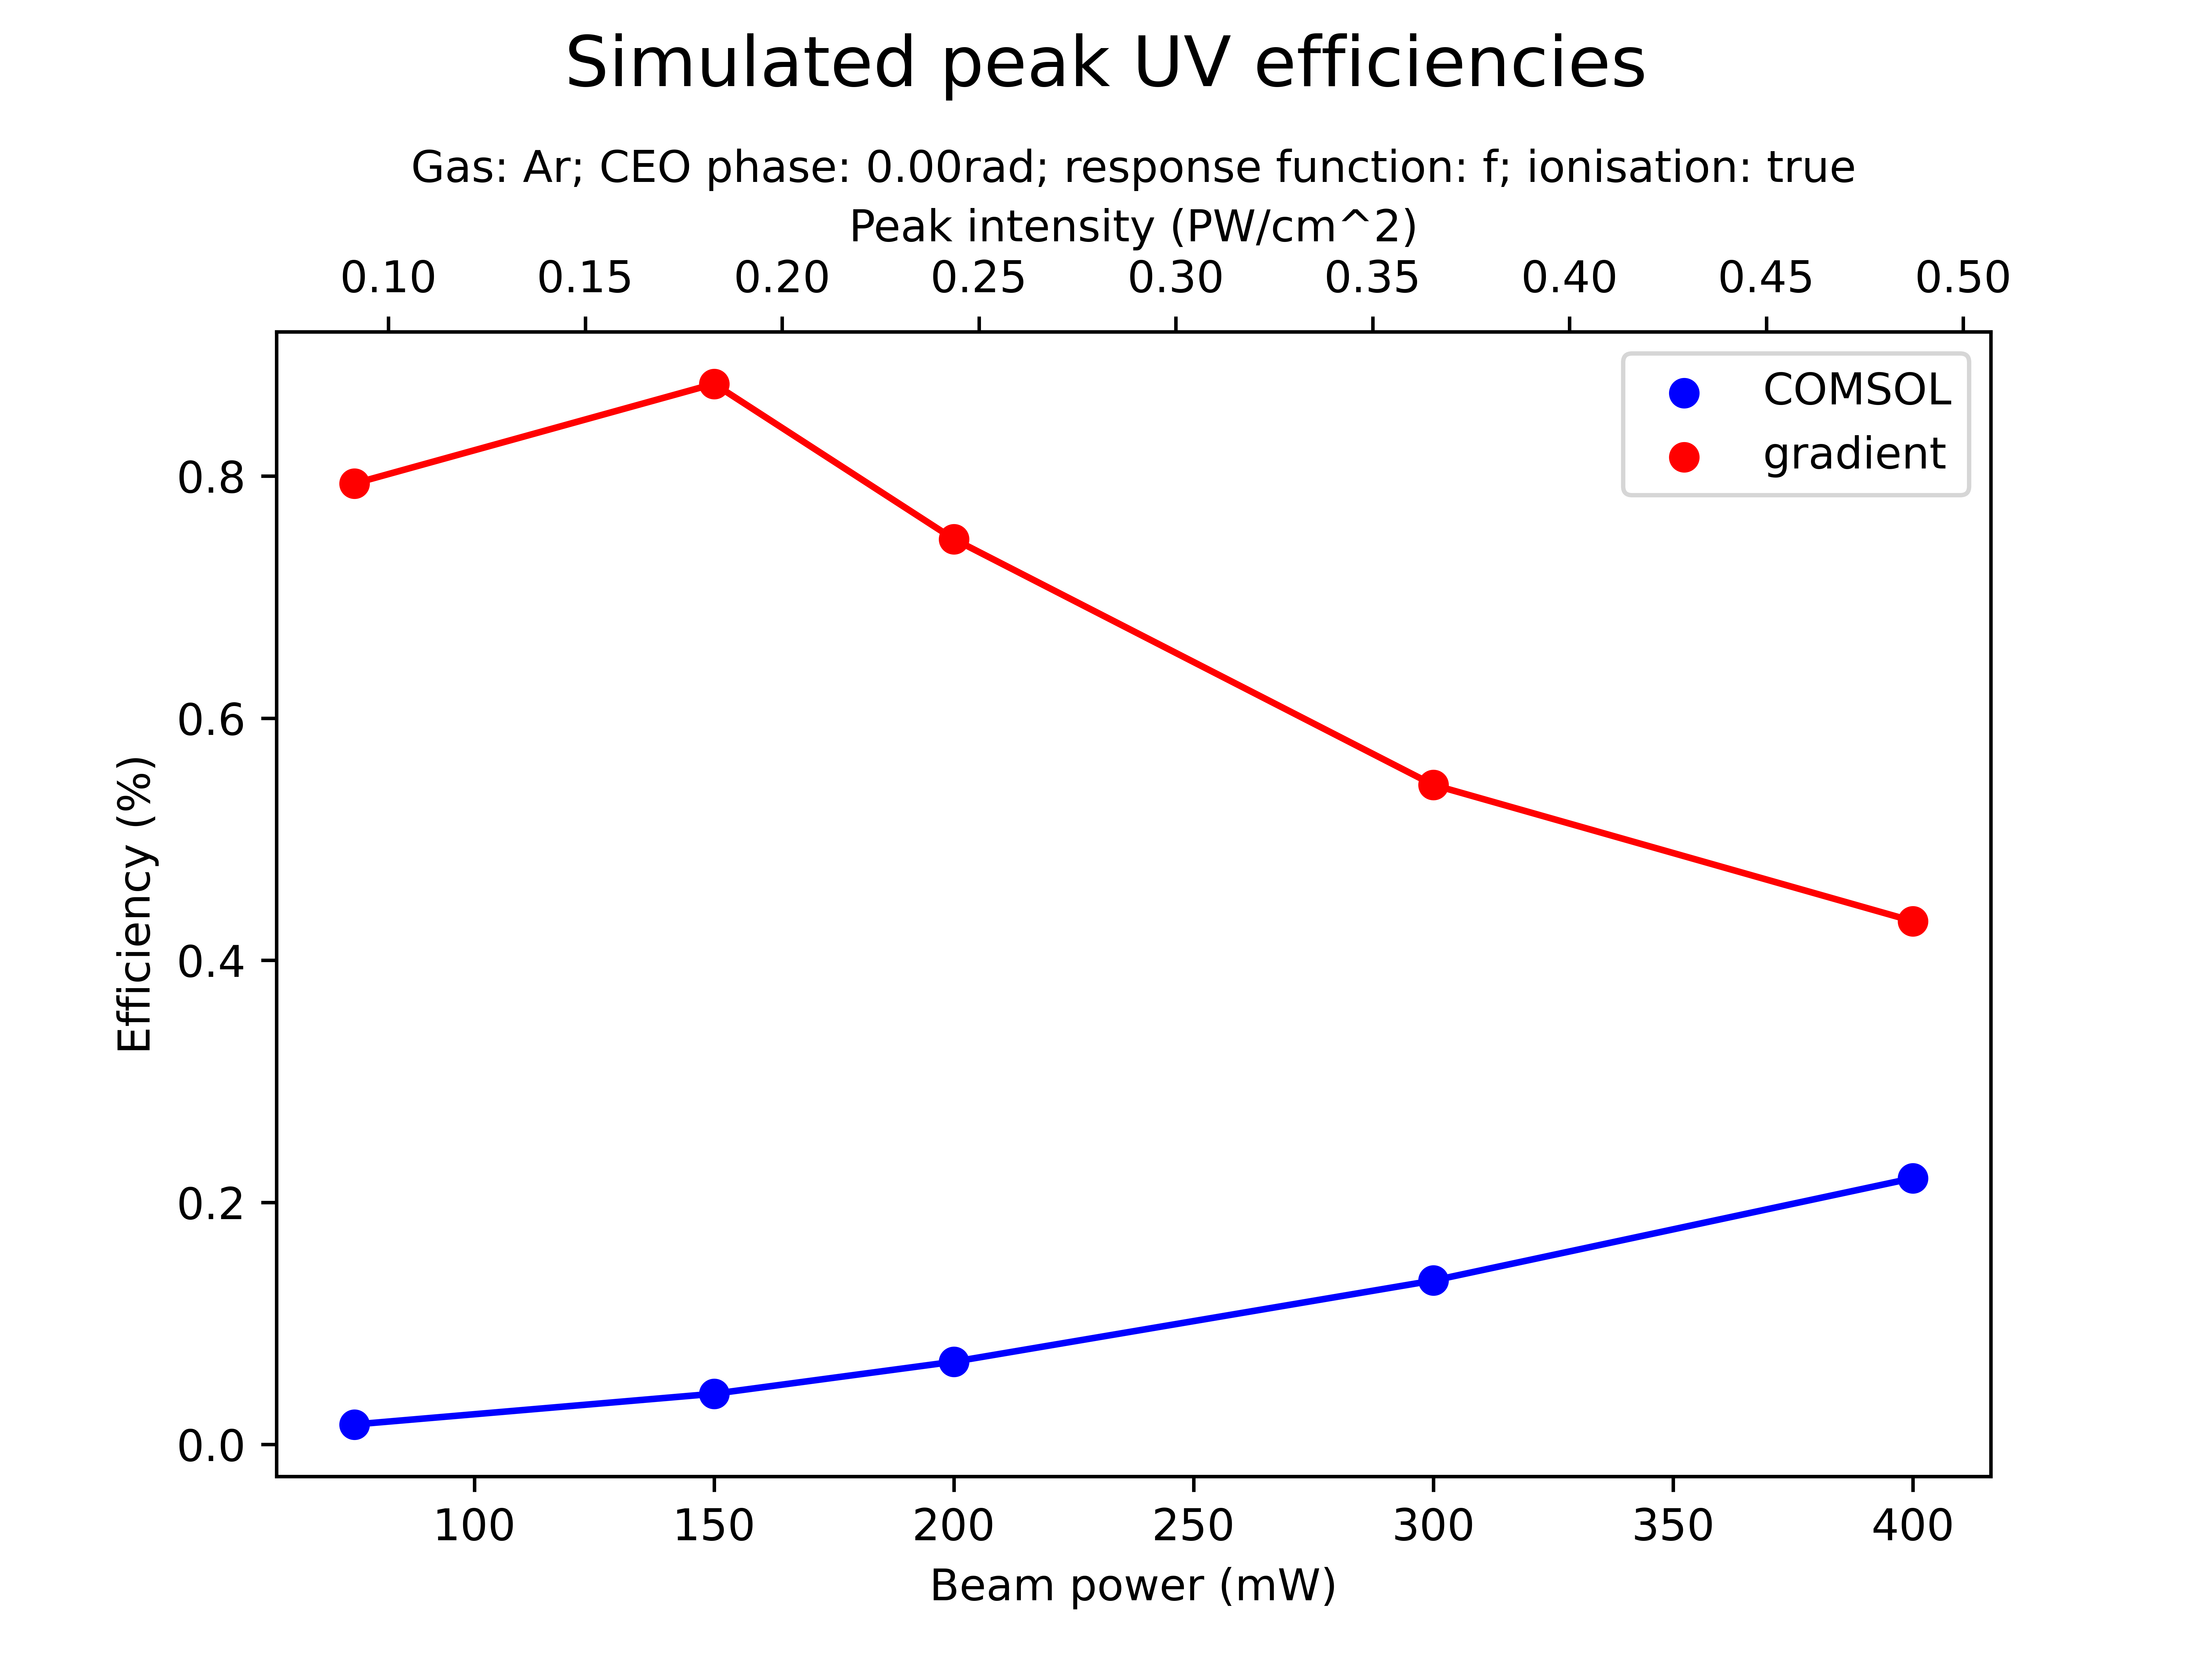 Simulated peak UV efficiencies
Gas: Ar; CEO phase: 0.00rad; response function: f; ionisation: true
Peak intensity (PW/cm^2)
0.10 0.15 0.20 0.25 0.30 0.35 0.40 0.45 0.50
COMSOL
gradient
Efficiency (%)
0.8
0.6
0.4
0.2
0.0
100 150 200 250 300 350 400
Beam power (mW)